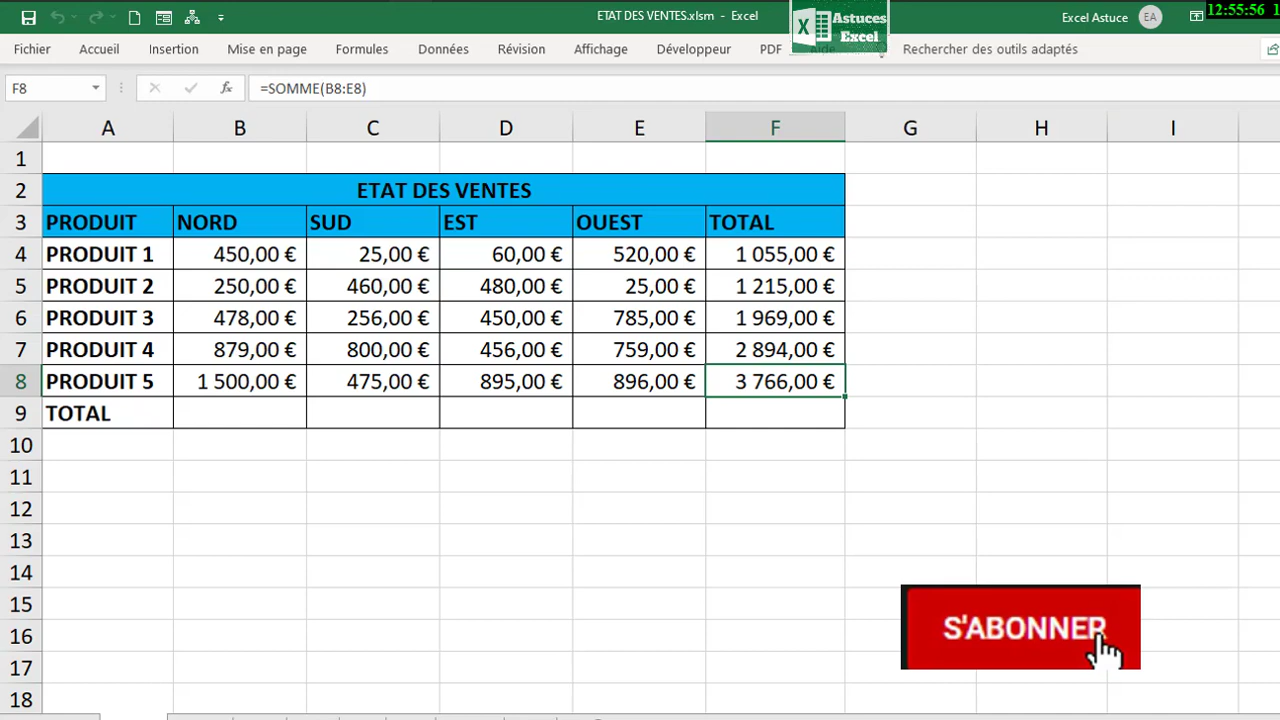 ETAT DES VENTES.xlsm - Excel
Astuces
Excel
Excel Astuce EA
12:55:56
Fichier Accueil Insertion Mise en page Formules Données Révision Affichage Développeur PDF Aide Rechercher des outils adaptés
F8 fx =SOMME(B8:E8)
A B C D E F G H I
1
2 ETAT DES VENTES
3 PRODUIT NORD SUD EST OUEST TOTAL
4 PRODUIT 1 450,00 € 25,00 € 60,00 € 520,00 € 1 055,00 €
5 PRODUIT 2 250,00 € 460,00 € 480,00 € 25,00 € 1 215,00 €
6 PRODUIT 3 478,00 € 256,00 € 450,00 € 785,00 € 1 969,00 €
7 PRODUIT 4 879,00 € 800,00 € 456,00 € 759,00 € 2 894,00 €
8 PRODUIT 5 1 500,00 € 475,00 € 895,00 € 896,00 € 3 766,00 €
9 TOTAL
10
11
12
13
14
15
16
17
18
S'ABONNER